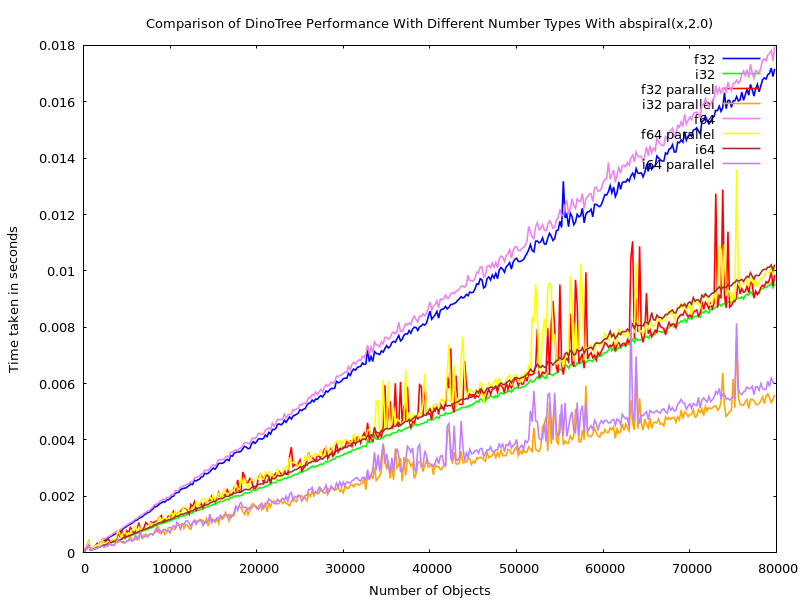 Comparison of DinoTree Performance With Different Number Types With abspiral(x,2.0)
0.018
0.016
0.014
0.012
0.01
0.008
0.006
0.004
0.002
0
Time taken in seconds
f32
i32
f32 parallel
i32 parallel
f64
f64 parallel
i64
i64 parallel
0 10000 20000 30000 40000 50000 60000 70000 80000
Number of Objects